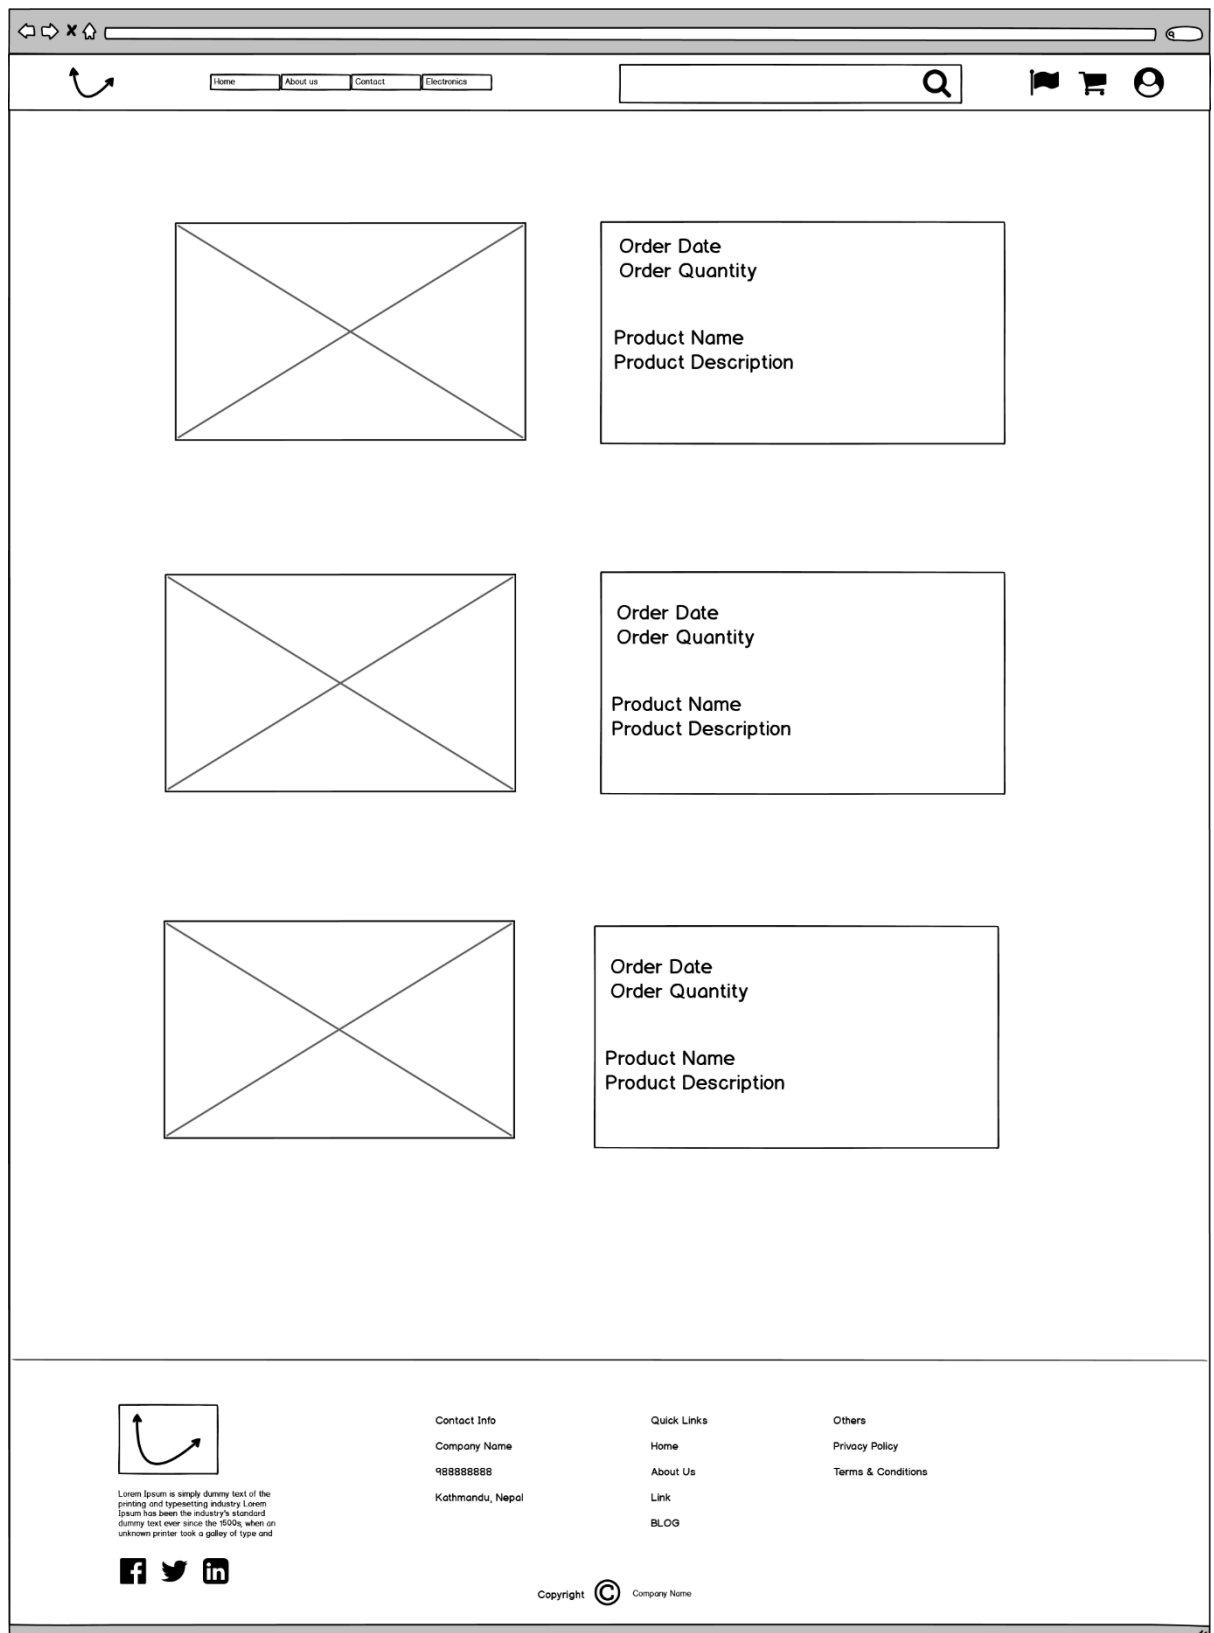 Home
About us
Contact
Electronics
Order Date
Order Quantity
Product Name
Product Description
Order Date
Order Quantity
Product Name
Product Description
Order Date
Order Quantity
Product Name
Product Description
Lorem Ipsum is simply dummy text of the
printing and typesetting industry. Lorem
Ipsum has been the industry's standard
dummy text ever since the 1500s, when an
unknown printer took a galley of type and
Contact Info
Company Name
988888888
Kathmandu, Nepal
Quick Links
Home
About Us
Link
BLOG
Others
Privacy Policy
Terms & Conditions
Copyright © Company Name